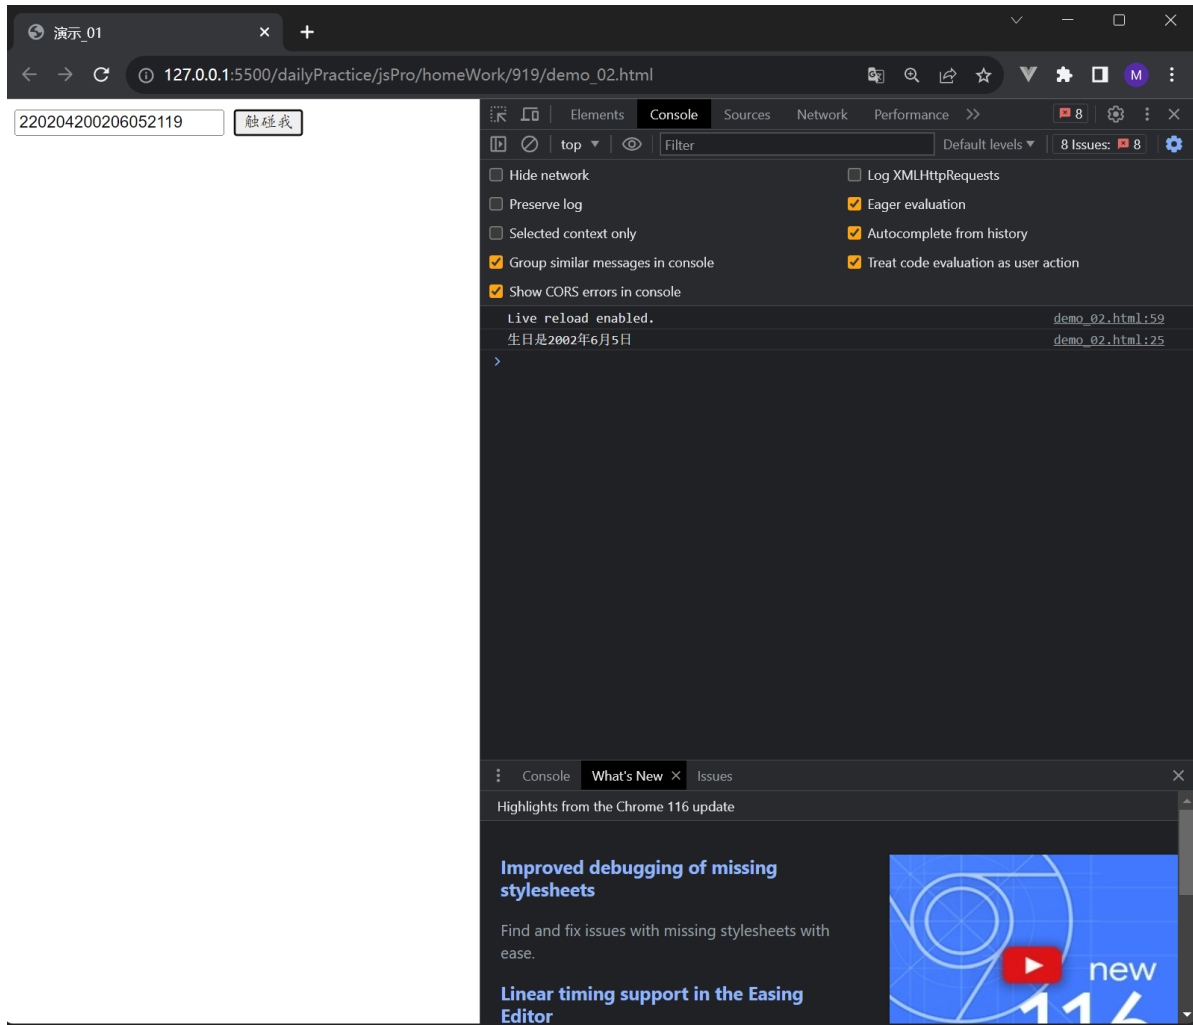 演示_01
127.0.0.1:5500/dailyPractice/jsPro/homeWork/919/demo_02.html
M
220204200206052119 触碰我
Elements Console Sources Network Performance 8
top Filter Default levels 8 Issues: 8
Hide network Log XMLHttpRequests
Preserve log Eager evaluation
Selected context only Autocomplete from history
Group similar messages in console Treat code evaluation as user action
Show CORS errors in console
Live reload enabled. demo_02.html:59
生日是2002年6月5日 demo_02.html:25
Console What's New Issues
Highlights from the Chrome 116 update
Improved debugging of missing
stylesheets
Find and fix issues with missing stylesheets with
ease.
Linear timing support in the Easing
Editor
new
116